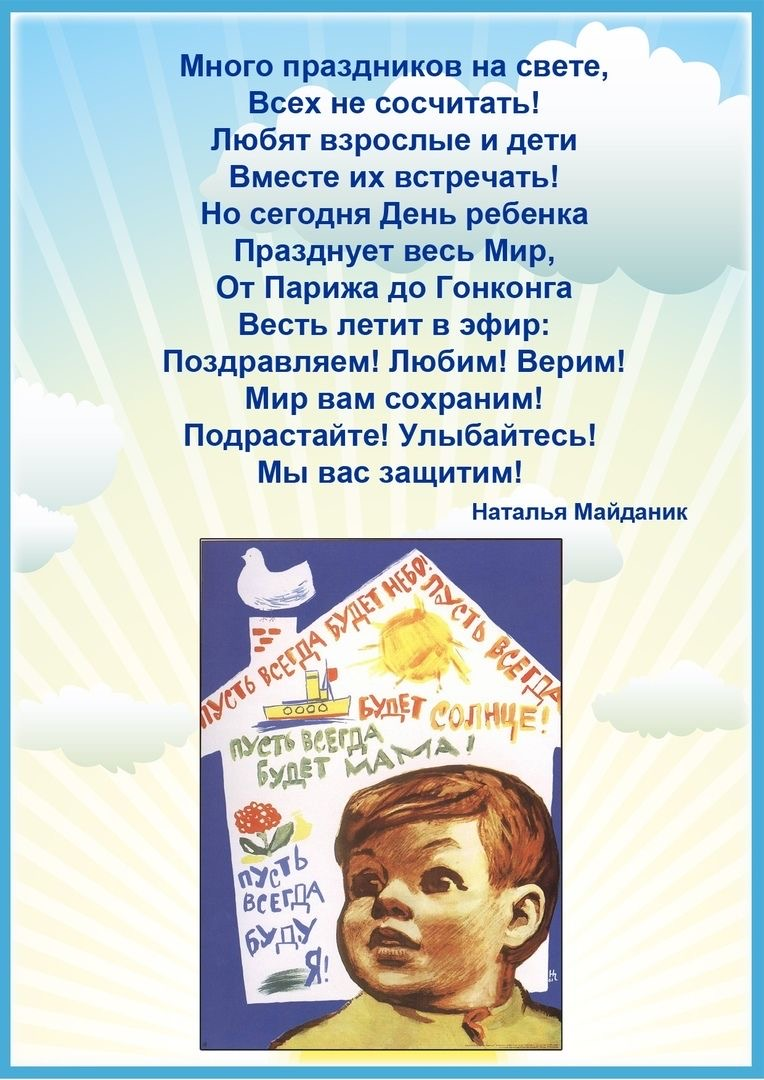 Много праздников на свете,
Всех не сосчитать!
Любят взрослые и дети
Вместе их встречать!
Но сегодня День ребенка
Празднует весь Мир,
От Парижа до Гонконга
Весть летит в эфир:
Поздравляем! Любим! Верим!
Мир вам сохраним!
Подрастайте! Улыбайтесь!
Мы вас защитим!
Наталья Майданик
ПУСТЬ ВСЕГДА БУДЕТ НЕБО!
ПУСТЬ ВСЕГДА
БУДЕТ СОЛНЦЕ!
ПУСТЬ ВСЕГДА
БУДЕТ МАМА!
ПУСТЬ
ВСЕГДА
БУДУ
Я!